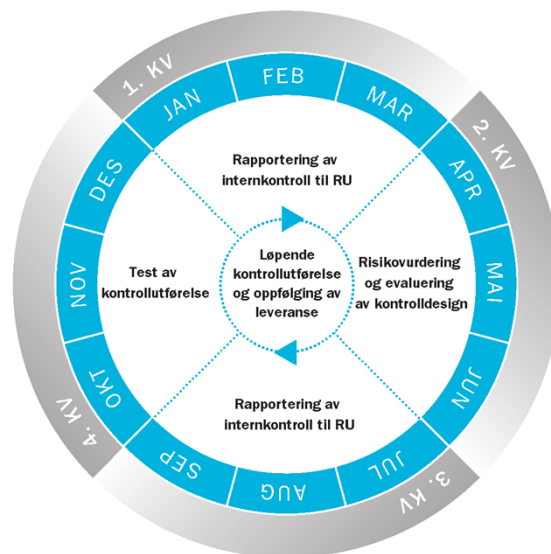 1. KV
JAN
FEB
MAR
2. KV
APR
MAI
JUN
3. KV
JUL
AUG
SEP
4. KV
OKT
NOV
DES
Rapportering av
internkontroll til RU
Risikovurdering
og evaluering
av kontrolldesign
Rapportering av
internkontroll til RU
Test av
kontrollutførelse
Løpende
kontrollutførelse
og oppfølging av
leveranse